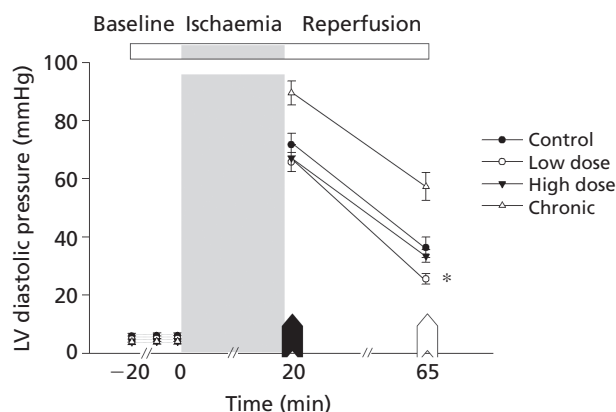 Baseline Ischaemia Reperfusion
100
80
60
40
20
0
LV diastolic pressure (mmHg)
Control
Low dose
High dose
Chronic
*
−20 0 20 65
Time (min)